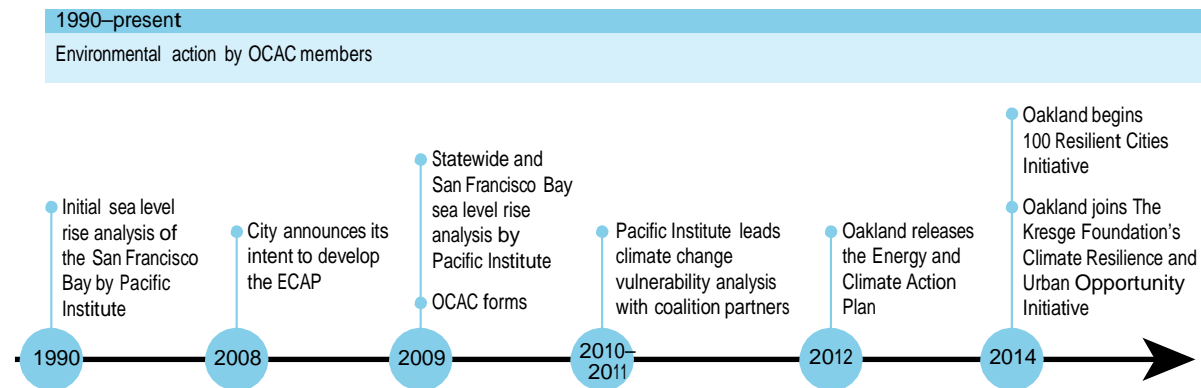 1990–present
Environmental action by OCAC members
Initial sea level
rise analysis of
the San Francisco
Bay by Pacific
Institute
City announces its
intent to develop
the ECAP
Statewide and
San Francisco Bay
sea level rise
analysis by
Pacific Institute
OCAC forms
Pacific Institute leads
climate change
vulnerability analysis
with coalition partners
Oakland releases
the Energy and
Climate Action
Plan
Oakland begins
100 Resilient Cities
Initiative
Oakland joins The
Kresge Foundation’s
Climate Resilience and
Urban Opportunity
Initiative
1990
2008
2009
2010–
2011
2012
2014